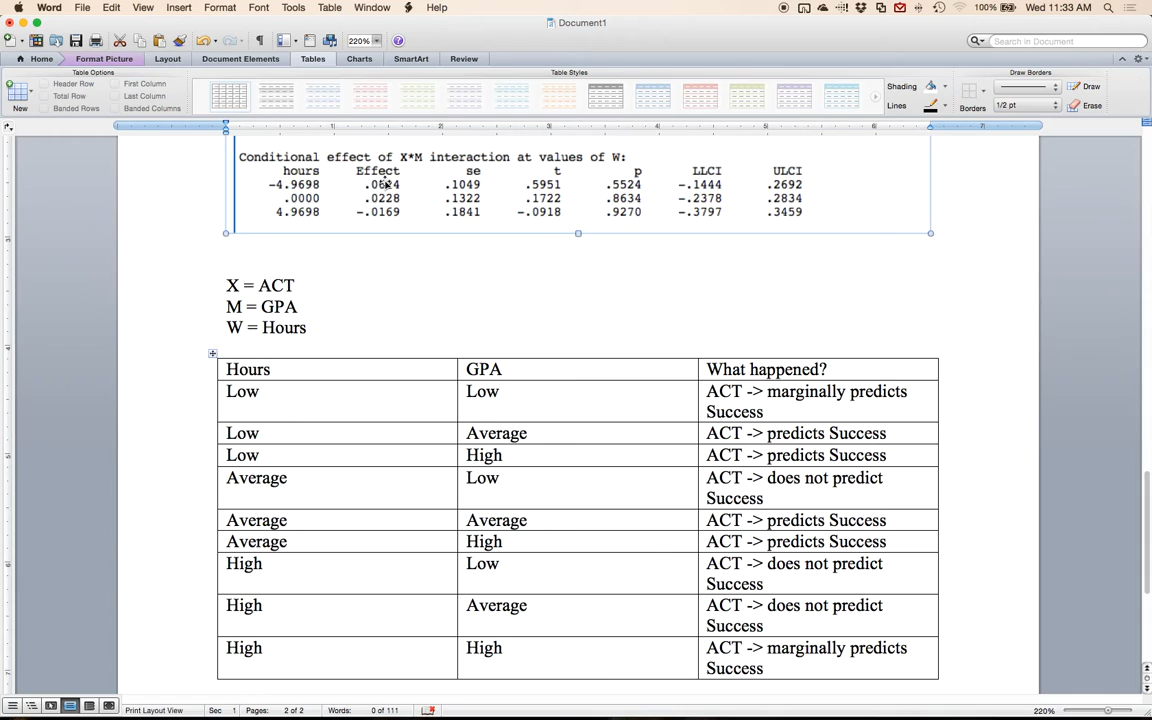 Word File Edit View Insert Format Font Tools Table Window Help 100% Wed 11:33 AM
Document1
220% Search in Document
Home Format Picture Layout Document Elements Tables Charts SmartArt Review
Table Options Table Styles Draw Borders
New Header Row First Column Shading Draw
Total Row Last Column
Banded Rows Banded Columns Lines Borders 1/2 pt Erase
Conditional effect of X*M interaction at values of W:
hours Effect se t p LLCI ULCI
-4.9698 .0624 .1049 .5951 .5524 -.1444 .2692
.0000 .0228 .1322 .1722 .8634 -.2378 .2834
4.9698 -.0169 .1841 -.0918 .9270 -.3797 .3459
X = ACT
M = GPA
W = Hours
Hours GPA What happened?
Low Low ACT -> marginally predicts
Success
Low Average ACT -> predicts Success
Low High ACT -> predicts Success
Average Low ACT -> does not predict
Success
Average Average ACT -> predicts Success
Average High ACT -> predicts Success
High Low ACT -> does not predict
Success
High Average ACT -> does not predict
Success
High High ACT -> marginally predicts
Success
Print Layout View Sec 1 Pages: 2 of 2 Words: 0 of 111 220%